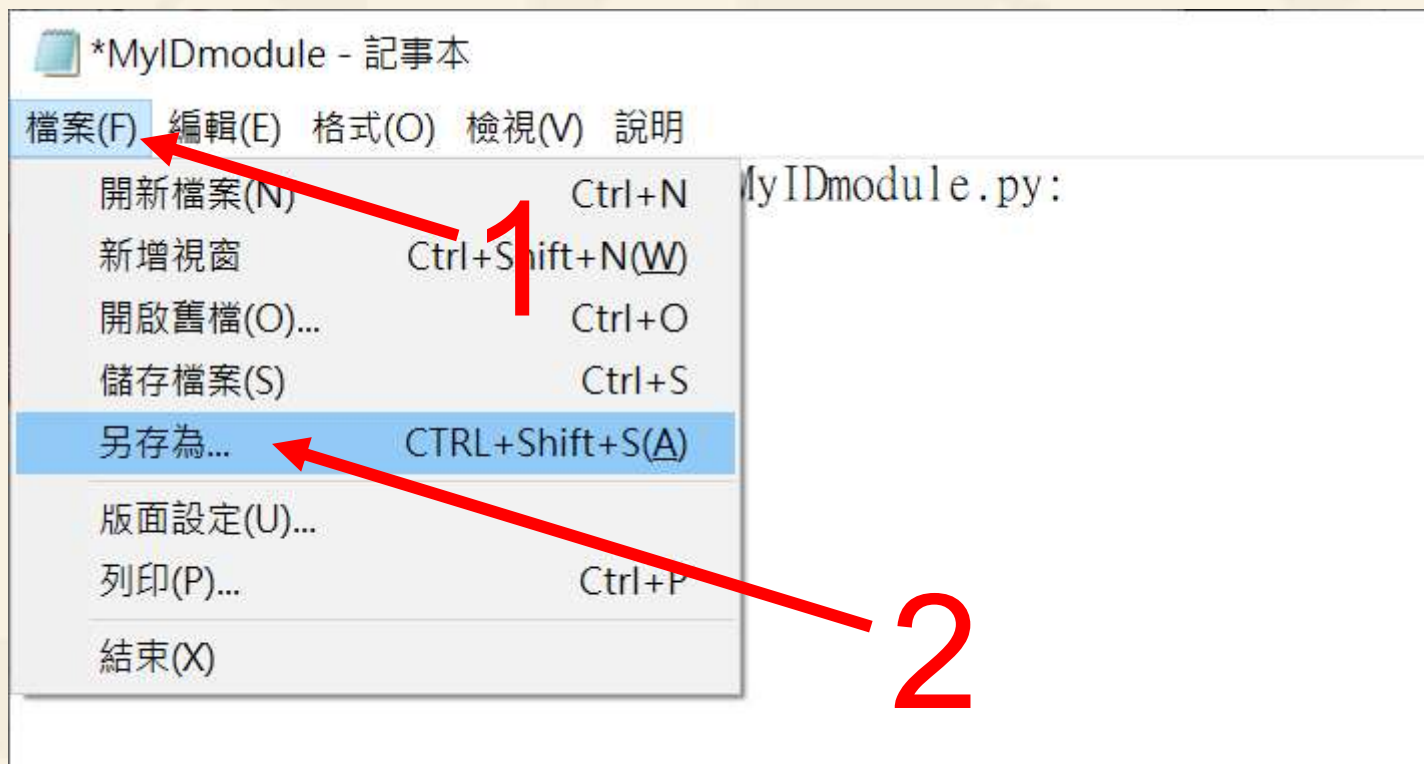 *MyIDmodule - 記事本
檔案(F) 編輯(E) 格式(O) 檢視(V) 說明
MyIDmodule.py:
開新檔案(N) Ctrl+N
新增視窗 Ctrl+Shift+N(W)
開啟舊檔(O)... Ctrl+O
儲存檔案(S) Ctrl+S
另存為... CTRL+Shift+S(A)
版面設定(U)...
列印(P)... Ctrl+P
結束(X)
1
2